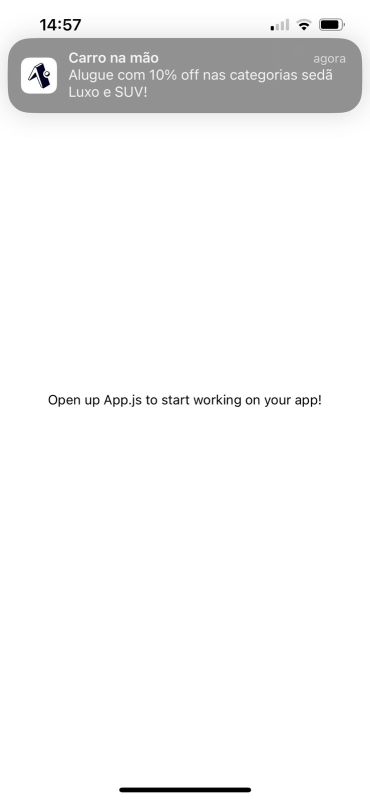 14:57
Carro na mão agora
Alugue com 10% off nas categorias sedã
Luxo e SUV!
Open up App.js to start working on your app!